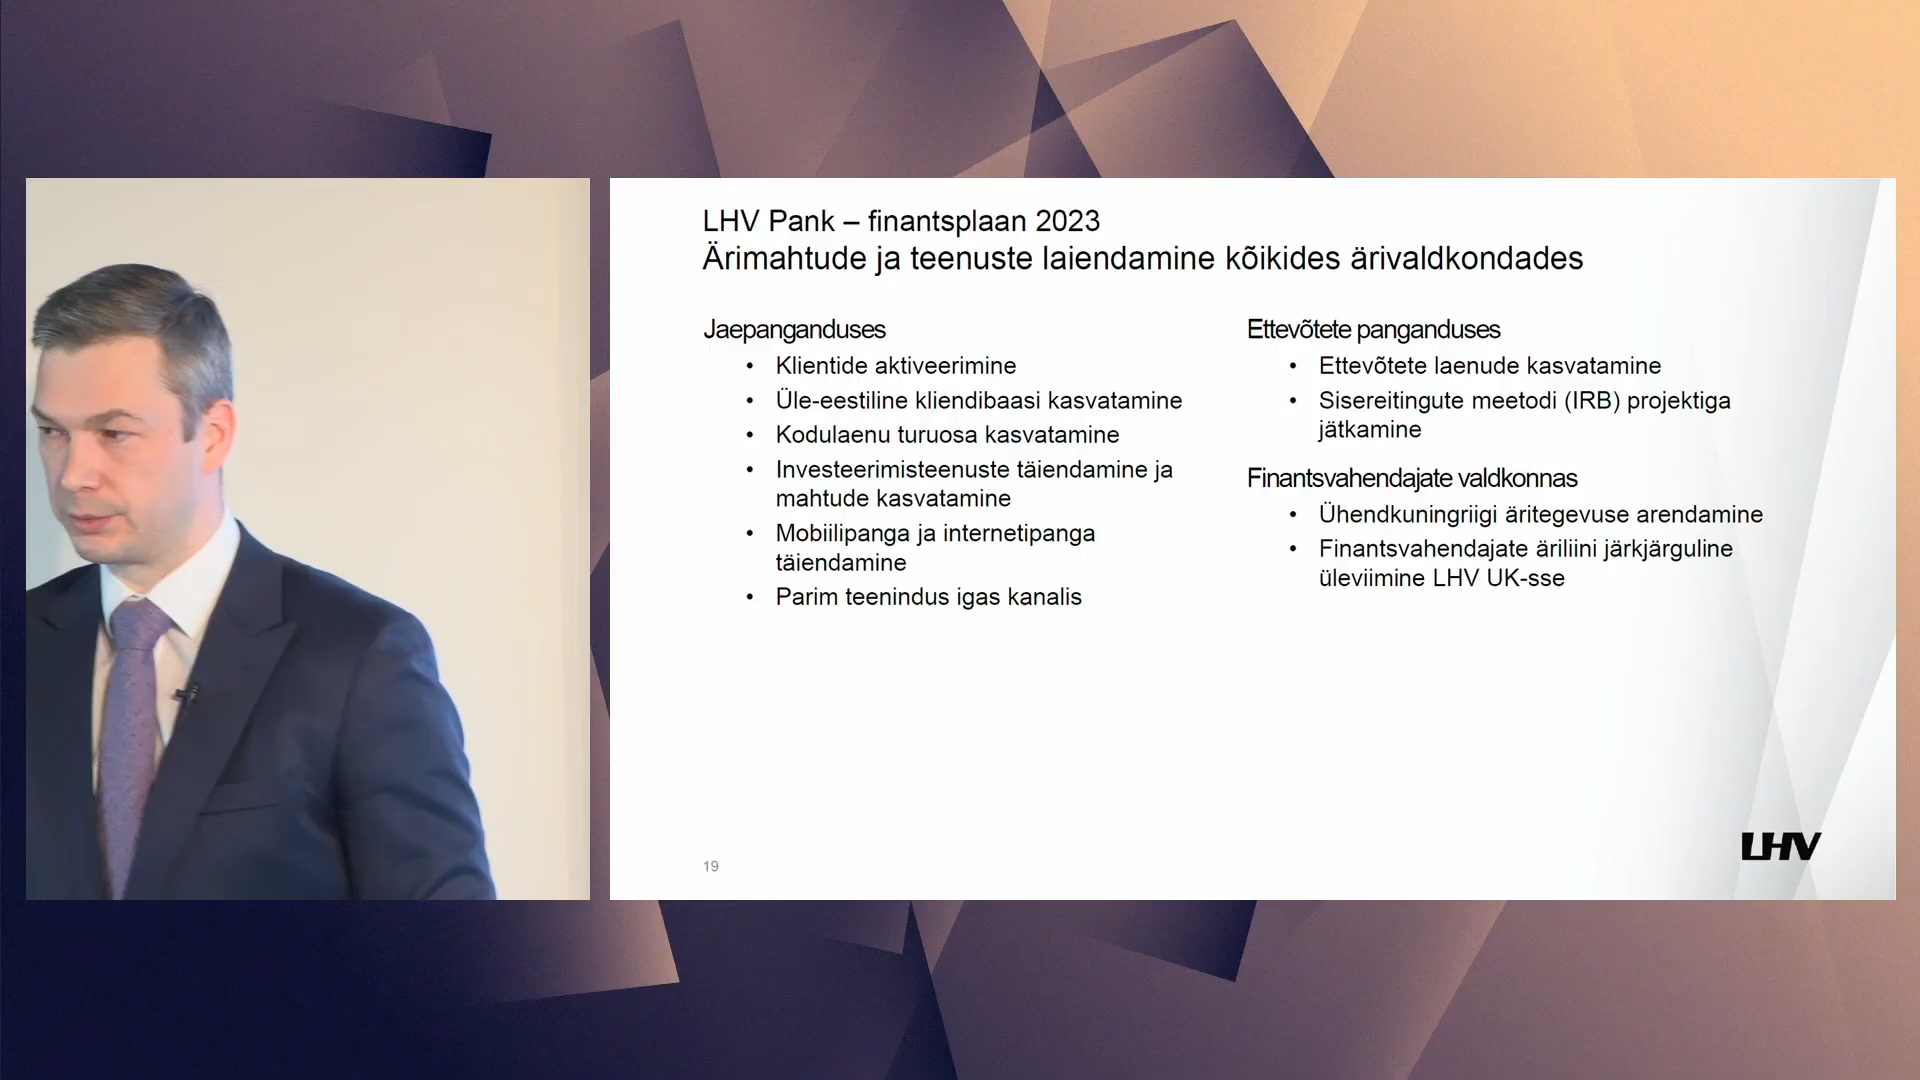 LHV Pank – finantsplaan 2023
Ärimahtude ja teenuste laiendamine kõikides ärivaldkondades
Jaepanganduses
• Klientide aktiveerimine
• Üle-eestiline kliendibaasi kasvatamine
• Kodulaenu turuosa kasvatamine
• Investeerimisteenuste täiendamine ja
mahtude kasvatamine
• Mobiilipanga ja internetipanga
täiendamine
• Parim teenindus igas kanalis
Ettevõtete panganduses
• Ettevõtete laenude kasvatamine
• Sisereitingute meetodi (IRB) projektiga
jätkamine
Finantsvahendajate valdkonnas
• Ühendkuningriigi äritegevuse arendamine
• Finantsvahendajate äriliini järkjärguline
üleviimine LHV UK-sse
19
LHV